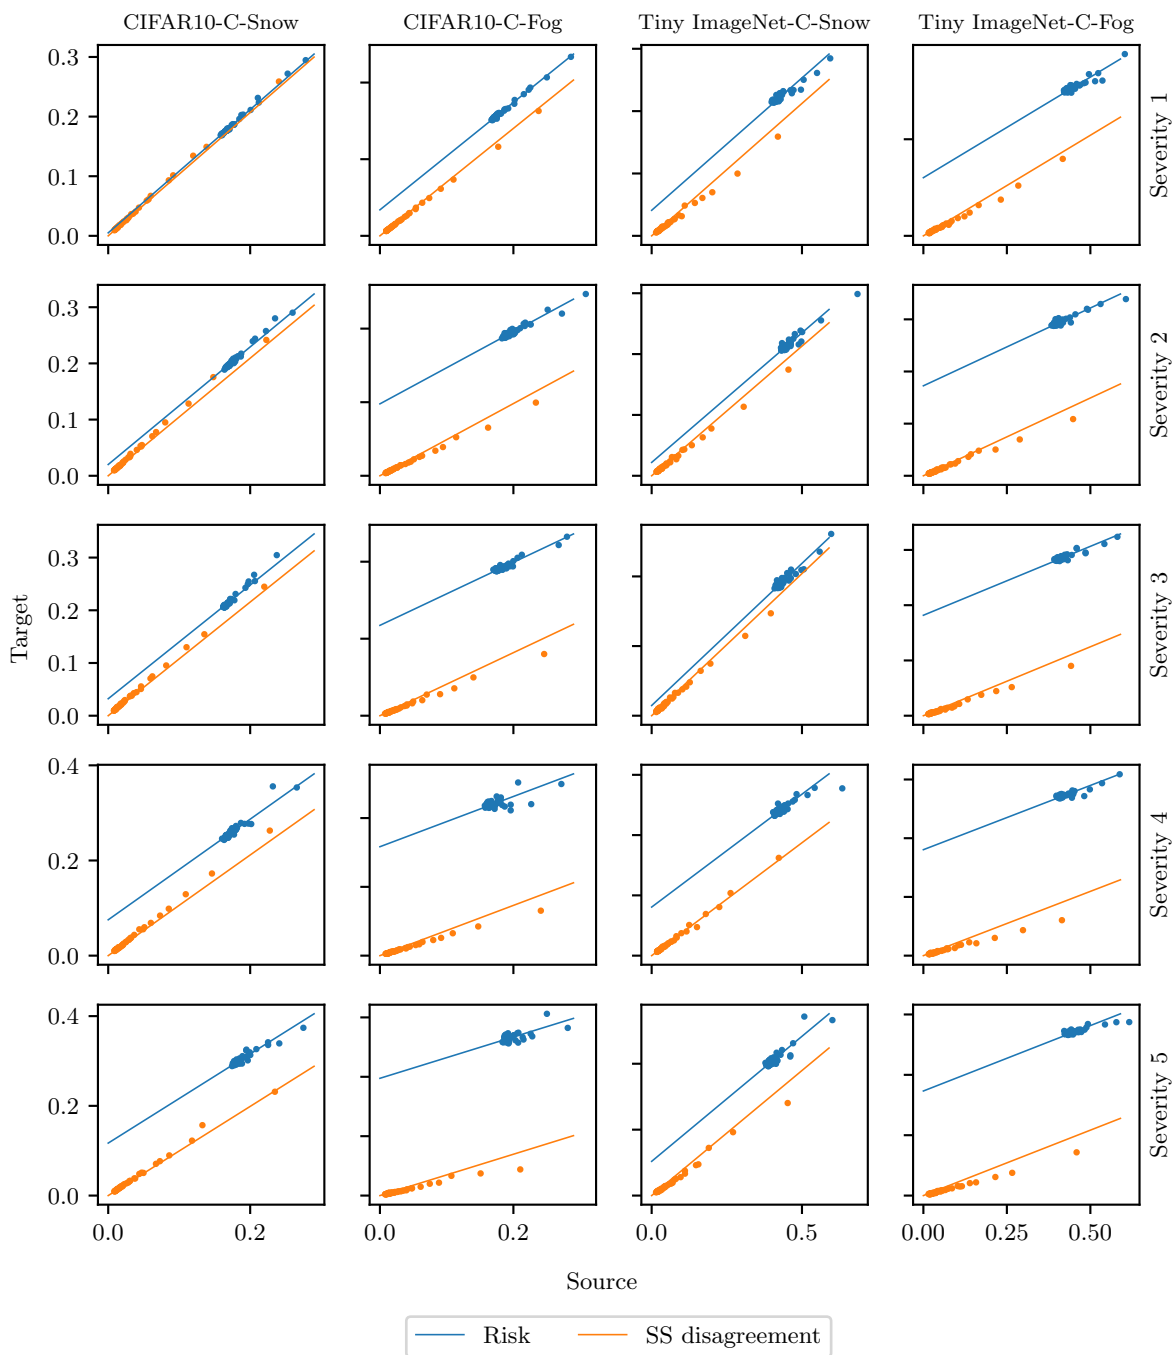 CIFAR10-C-Snow CIFAR10-C-Fog Tiny ImageNet-C-Snow Tiny ImageNet-C-Fog
0.3
0.2
0.1
0.0
Severity 1
0.3
0.2
0.1
0.0
Severity 2
Target
0.3
0.2
0.1
0.0
Severity 3
0.4
0.2
0.0
Severity 4
0.4
0.2
0.0
Severity 5
0.0 0.2 0.0 0.2 0.0 0.5 0.00 0.25 0.50
Source
Risk SS disagreement